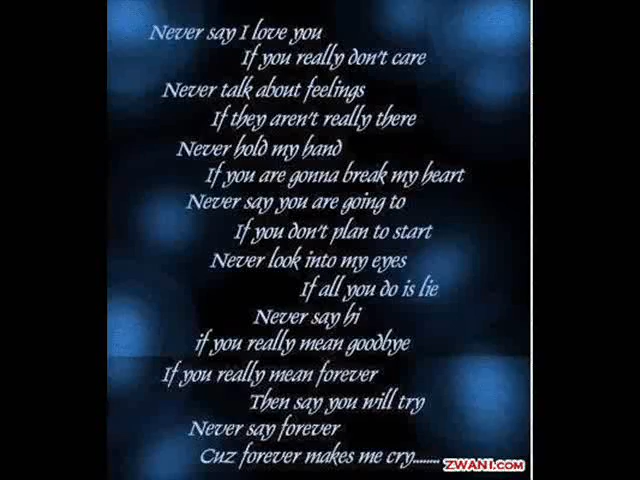 Never say I love you
If you really don't care
Never talk about feelings
If they aren't really there
Never hold my hand
If you are gonna break my heart
Never say you are going to
If you don't plan to start
Never look into my eyes
If all you do is lie
Never say hi
if you really mean goodbye
If you really mean forever
Then say you will try
Never say forever
Cuz forever makes me cry........
ZWANI.com